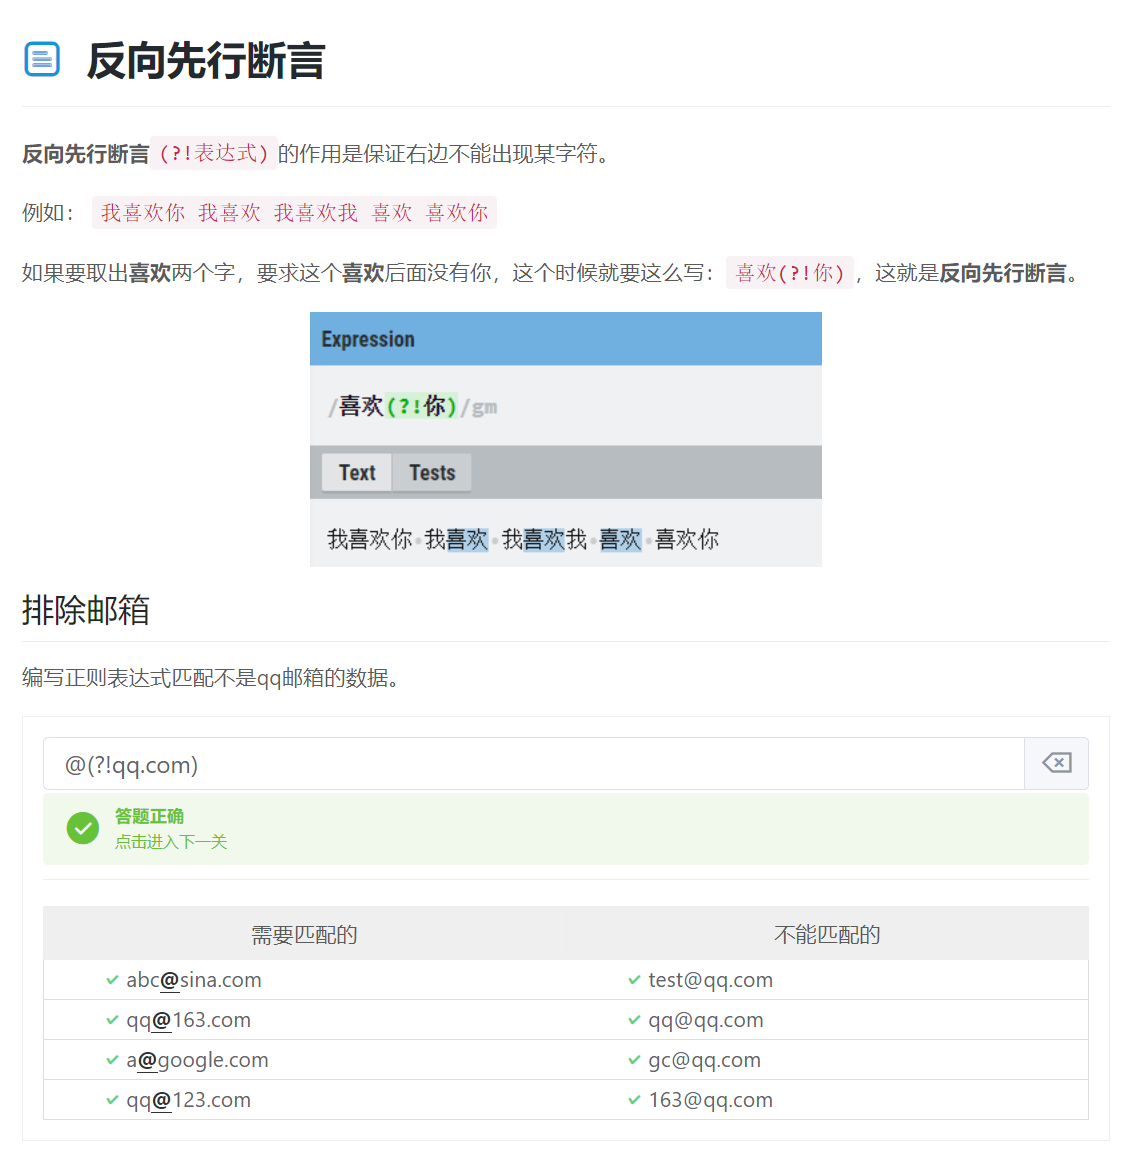 反向先行断言
反向先行断言(?!表达式)的作用是保证右边不能出现某字符。
例如： 我喜欢你 我喜欢 我喜欢我 喜欢 喜欢你
如果要取出喜欢两个字，要求这个喜欢后面没有你，这个时候就要这么写：喜欢(?!你)，这就是反向先行断言。
Expression
/喜欢(?!你)/gm
Text Tests
我喜欢你·我喜欢·我喜欢我·喜欢·喜欢你
排除邮箱
编写正则表达式匹配不是qq邮箱的数据。
@(?!qq.com)
答题正确
点击进入下一关
需要匹配的 不能匹配的
abc@sina.com test@qq.com
qq@163.com qq@qq.com
a@google.com gc@qq.com
qq@123.com 163@qq.com